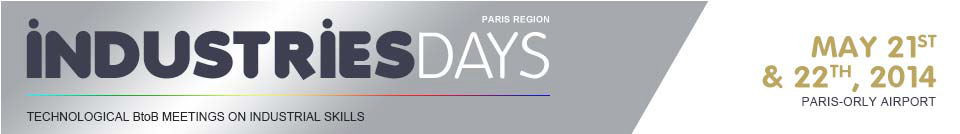 PARIS REGION
iNDUSTRiESDAYS
TECHNOLOGICAL BtoB MEETINGS ON INDUSTRIAL SKILLS
MAY 21ST
& 22TH, 2014
PARIS-ORLY AIRPORT